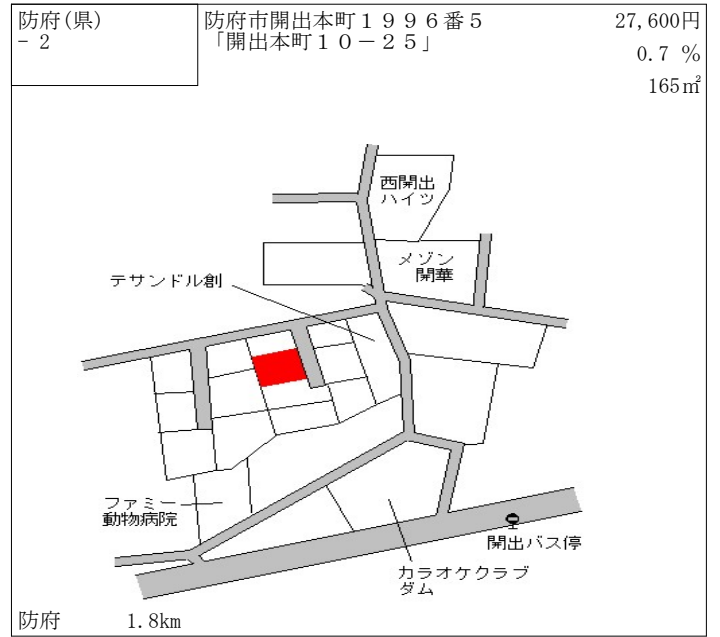 防府(県)
- 2
防府市開出本町１９９６番５
「開出本町１０－２５」
27,600円
0.7 %
165㎡
西開出
ハイツ
メゾン
開華
テサンドル創
ファミー
動物病院
開出バス停
カラオケクラブ
ダム
防府 1.8km